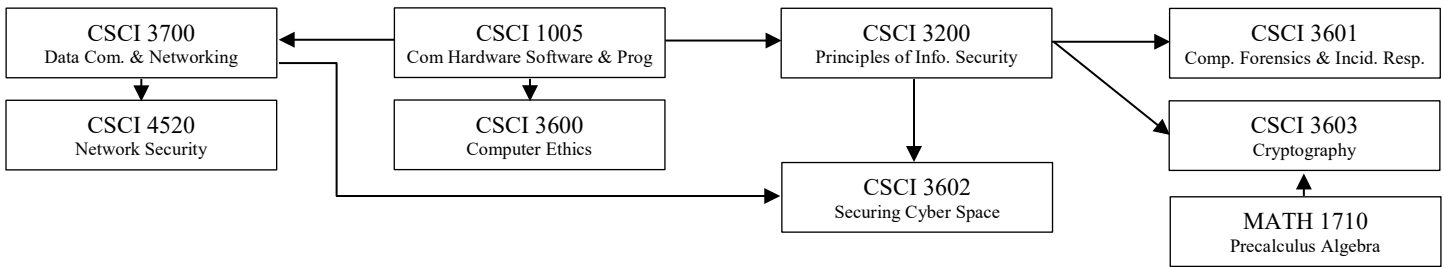 CSCI 3700
Data Com. & Networking
CSCI 1005
Com Hardware Software & Prog
CSCI 3200
Principles of Info. Security
CSCI 3601
Comp. Forensics & Incid. Resp.
CSCI 4520
Network Security
CSCI 3600
Computer Ethics
CSCI 3603
Cryptography
CSCI 3602
Securing Cyber Space
MATH 1710
Precalculus Algebra